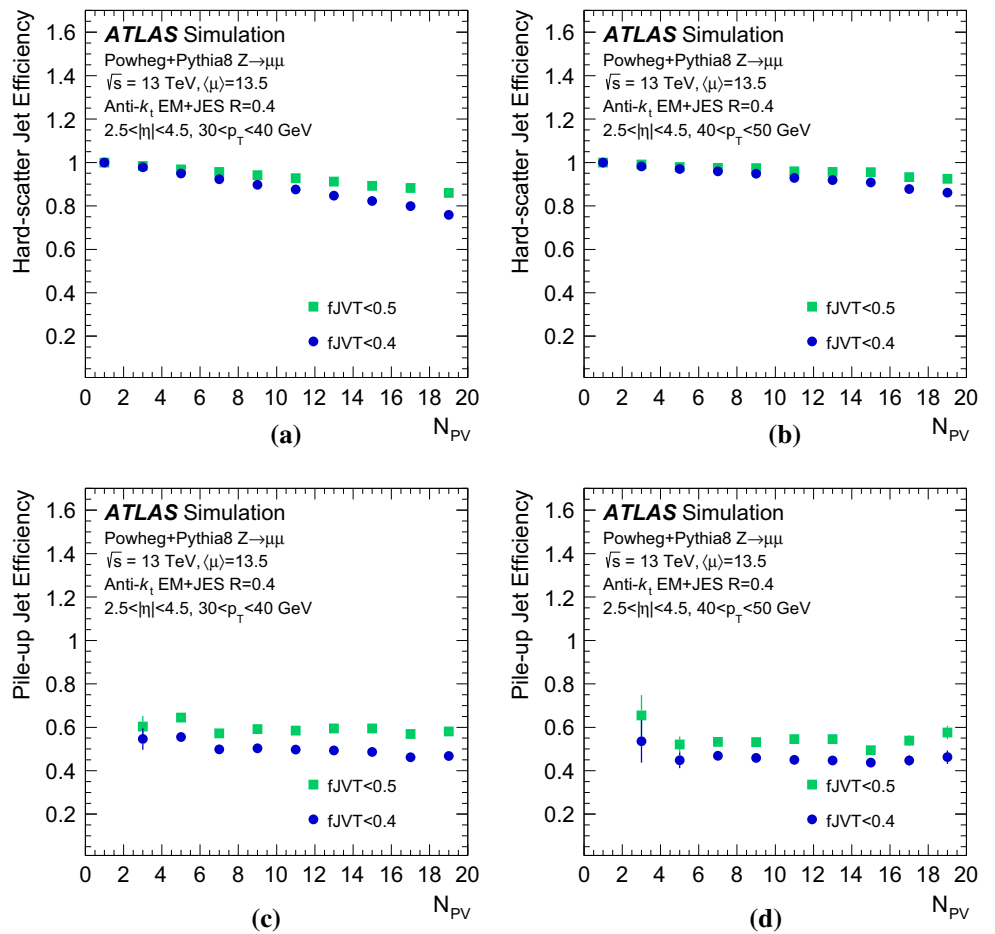 ATLAS Simulation
Powheg+Pythia8 Z→μμ
√s = 13 TeV,⟨μ⟩=13.5
Anti-k_t EM+JES R=0.4
2.5<|η|<4.5, 30<p_T<40 GeV
Hard-scatter Jet Efficiency
1.6
1.4
1.2
1
0.8
0.6
0.4
0.2
fJVT<0.5
fJVT<0.4
0 2 4 6 8 10 12 14 16 18 20
N_PV
(a)
ATLAS Simulation
Powheg+Pythia8 Z→μμ
√s = 13 TeV,⟨μ⟩=13.5
Anti-k_t EM+JES R=0.4
2.5<|η|<4.5, 40<p_T<50 GeV
Hard-scatter Jet Efficiency
1.6
1.4
1.2
1
0.8
0.6
0.4
0.2
fJVT<0.5
fJVT<0.4
0 2 4 6 8 10 12 14 16 18 20
N_PV
(b)
ATLAS Simulation
Powheg+Pythia8 Z→μμ
√s = 13 TeV,⟨μ⟩=13.5
Anti-k_t EM+JES R=0.4
2.5<|η|<4.5, 30<p_T<40 GeV
Pile-up Jet Efficiency
1.6
1.4
1.2
1
0.8
0.6
0.4
0.2
fJVT<0.5
fJVT<0.4
0 2 4 6 8 10 12 14 16 18 20
N_PV
(c)
ATLAS Simulation
Powheg+Pythia8 Z→μμ
√s = 13 TeV,⟨μ⟩=13.5
Anti-k_t EM+JES R=0.4
2.5<|η|<4.5, 40<p_T<50 GeV
Pile-up Jet Efficiency
1.6
1.4
1.2
1
0.8
0.6
0.4
0.2
fJVT<0.5
fJVT<0.4
0 2 4 6 8 10 12 14 16 18 20
N_PV
(d)